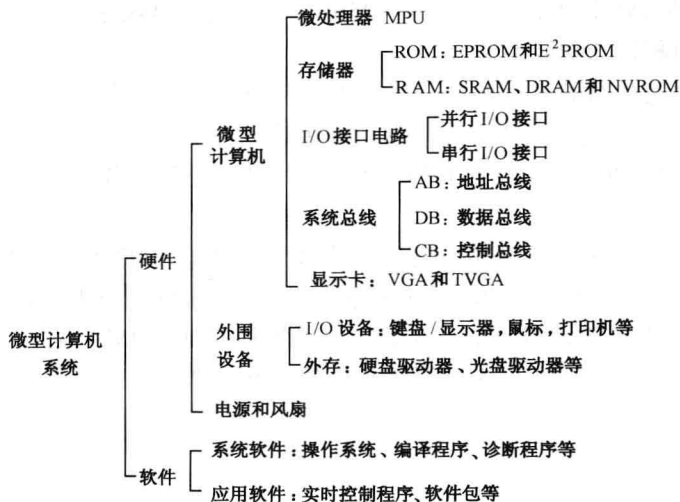 微处理器 MPU
ROM：EPROM和E²PROM
存储器
RAM：SRAM、DRAM和NVROM
微型
计算机
并行I/O接口
I/O接口电路
串行I/O接口
AB：地址总线
系统总线
DB：数据总线
CB：控制总线
硬件
显示卡：VGA和TVGA
微型计算机
系统
外围
设备
I/O设备：键盘/显示器，鼠标，打印机等
外存：硬盘驱动器、光盘驱动器等
电源和风扇
软件
系统软件：操作系统、编译程序、诊断程序等
应用软件：实时控制程序、软件包等